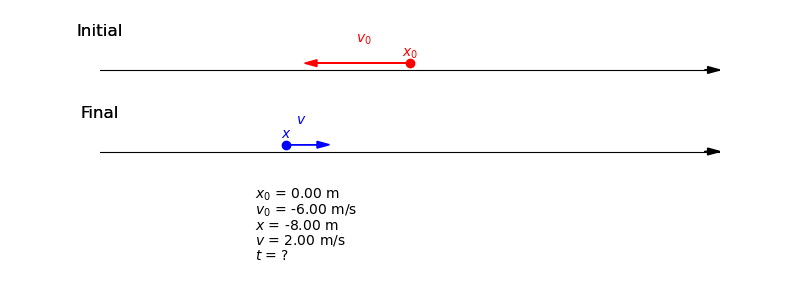 Initial
v₀
x₀
Final
v
x
x₀ = 0.00 m
v₀ = -6.00 m/s
x = -8.00 m
v = 2.00 m/s
t = ?